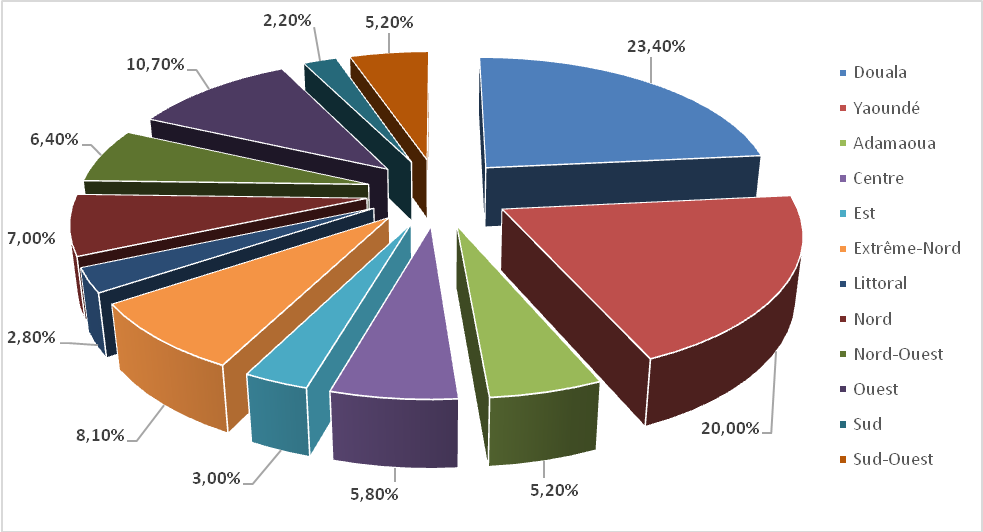 2,20%
5,20%
23,40%
10,70%
6,40%
7,00%
2,80%
8,10%
3,00%
5,80%
5,20%
20,00%
Douala
Yaoundé
Adamaoua
Centre
Est
Extrême-Nord
Littoral
Nord
Nord-Ouest
Ouest
Sud
Sud-Ouest